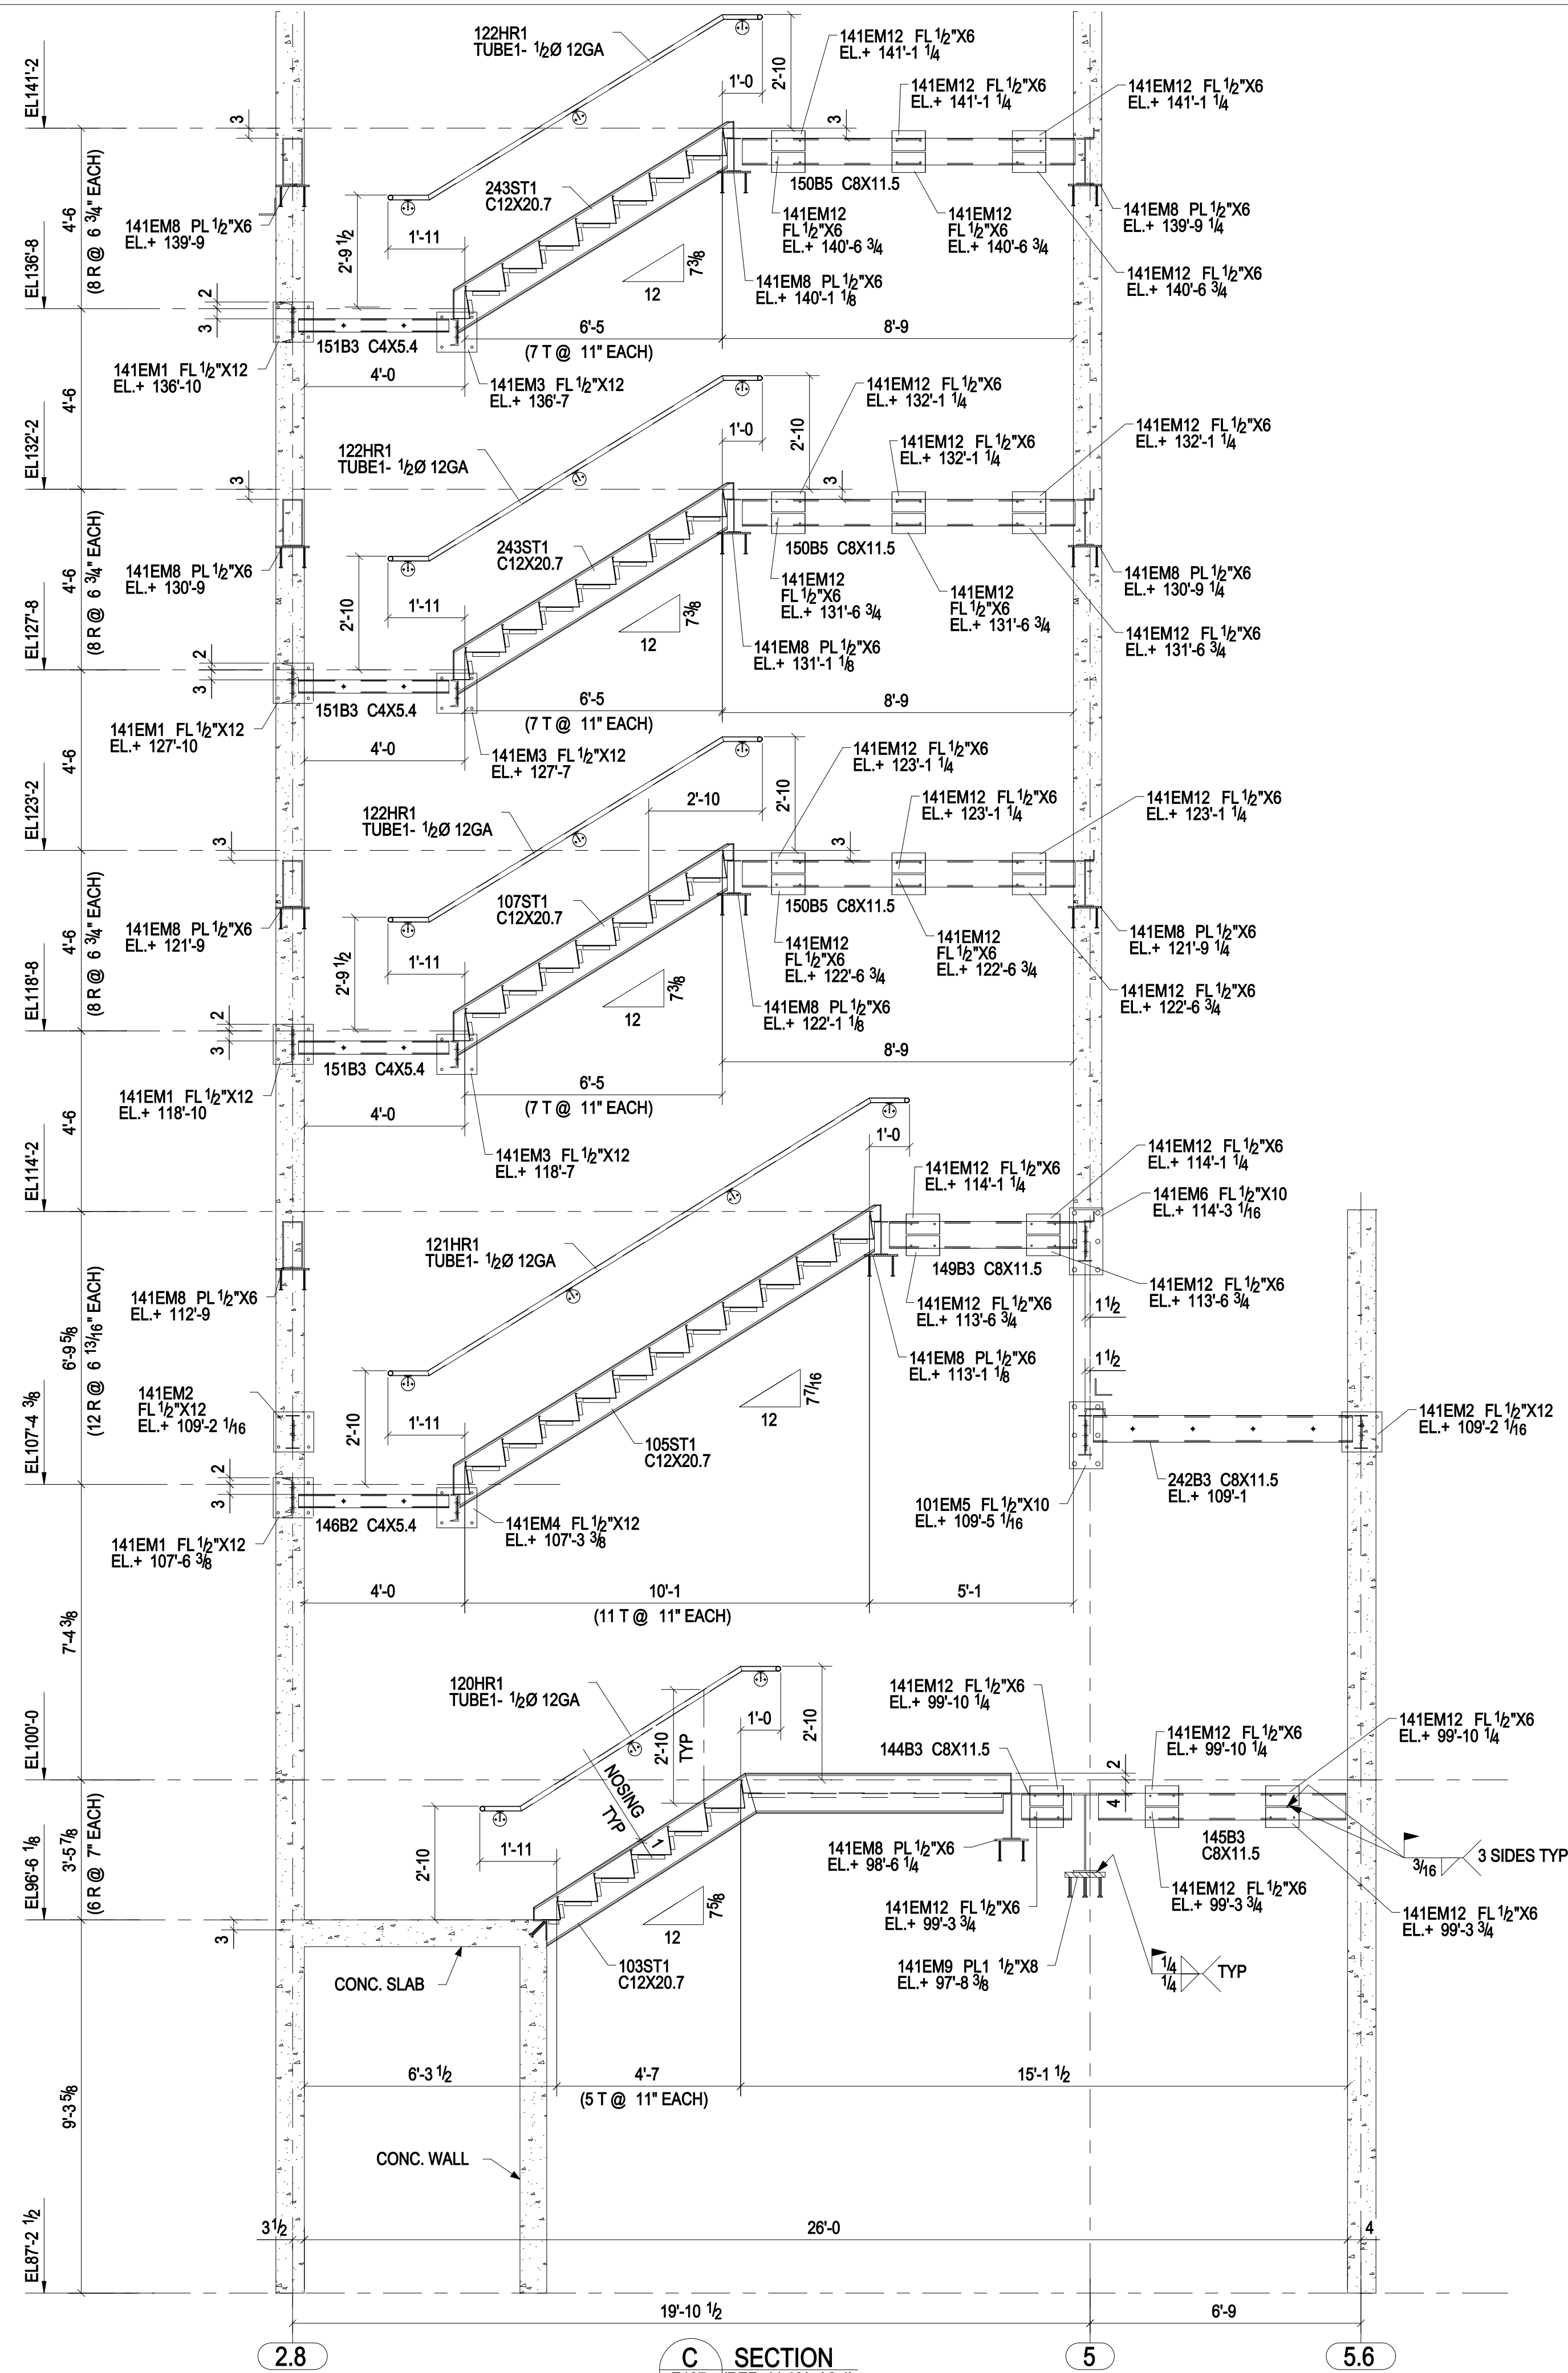 122HR1
TUBE1- 1/2Ø 12GA
2'-10
1'-0
141EM12 FL 1/2"X6
EL.+ 141'-1 1/4
141EM12 FL 1/2"X6
EL.+ 141'-1 1/4
141EM12 FL 1/2"X6
EL.+ 141'-1 1/4
EL141'-2
3
3
4'-6
(8 R @ 6 3/4" EACH)
141EM8 PL 1/2"X6
EL.+ 139'-9
243ST1
C12X20.7
1'-11
2'-9 1/2
150B5 C8X11.5
141EM12
FL 1/2"X6
EL.+ 140'-6 3/4
141EM12
FL 1/2"X6
EL.+ 140'-6 3/4
141EM8 PL 1/2"X6
EL.+ 139'-9 1/4
141EM12 FL 1/2"X6
EL.+ 140'-6 3/4
141EM8 PL 1/2"X6
EL.+ 140'-1 1/8
7 3/8
12
EL136'-8
2
3
151B3 C4X5.4
6'-5
(7 T @ 11" EACH)
8'-9
4'-0
141EM1 FL 1/2"X12
EL.+ 136'-10
141EM3 FL 1/2"X12
EL.+ 136'-7
4'-6
141EM12 FL 1/2"X6
EL.+ 132'-1 1/4
1'-0
2'-10
141EM12 FL 1/2"X6
EL.+ 132'-1 1/4
141EM12 FL 1/2"X6
EL.+ 132'-1 1/4
122HR1
TUBE1- 1/2Ø 12GA
EL132'-2
3
3
4'-6
(8 R @ 6 3/4" EACH)
141EM8 PL 1/2"X6
EL.+ 130'-9
243ST1
C12X20.7
1'-11
2'-10
150B5 C8X11.5
141EM12
FL 1/2"X6
EL.+ 131'-6 3/4
141EM12
FL 1/2"X6
EL.+ 131'-6 3/4
141EM8 PL 1/2"X6
EL.+ 130'-9 1/4
141EM12 FL 1/2"X6
EL.+ 131'-6 3/4
141EM8 PL 1/2"X6
EL.+ 131'-1 1/8
7 3/8
12
EL127'-8
2
3
151B3 C4X5.4
6'-5
(7 T @ 11" EACH)
8'-9
4'-0
141EM1 FL 1/2"X12
EL.+ 127'-10
141EM3 FL 1/2"X12
EL.+ 127'-7
4'-6
141EM12 FL 1/2"X6
EL.+ 123'-1 1/4
2'-10
2'-10
141EM12 FL 1/2"X6
EL.+ 123'-1 1/4
141EM12 FL 1/2"X6
EL.+ 123'-1 1/4
122HR1
TUBE1- 1/2Ø 12GA
EL123'-2
3
3
4'-6
(8 R @ 6 3/4" EACH)
141EM8 PL 1/2"X6
EL.+ 121'-9
107ST1
C12X20.7
1'-11
2'-9 1/2
150B5 C8X11.5
141EM12
FL 1/2"X6
EL.+ 122'-6 3/4
141EM12
FL 1/2"X6
EL.+ 122'-6 3/4
141EM8 PL 1/2"X6
EL.+ 121'-9 1/4
141EM12 FL 1/2"X6
EL.+ 122'-6 3/4
141EM8 PL 1/2"X6
EL.+ 122'-1 1/8
7 3/8
12
EL118'-8
2
3
151B3 C4X5.4
8'-9
6'-5
(7 T @ 11" EACH)
4'-0
141EM1 FL 1/2"X12
EL.+ 118'-10
141EM3 FL 1/2"X12
EL.+ 118'-7
4'-6
1'-0
141EM12 FL 1/2"X6
EL.+ 114'-1 1/4
141EM12 FL 1/2"X6
EL.+ 114'-1 1/4
141EM6 FL 1/2"X10
EL.+ 114'-3 1/16
EL114'-2
121HR1
TUBE1- 1/2Ø 12GA
149B3 C8X11.5
141EM8 PL 1/2"X6
EL.+ 112'-9
141EM12 FL 1/2"X6
EL.+ 113'-6 3/4
141EM12 FL 1/2"X6
EL.+ 113'-6 3/4
1 1/2
6'-9 5/8
(12 R @ 6 13/16" EACH)
141EM8 PL 1/2"X6
EL.+ 113'-1 1/8
1 1/2
7 7/16
12
141EM2
FL 1/2"X12
EL.+ 109'-2 1/16
1'-11
2'-10
105ST1
C12X20.7
141EM2 FL 1/2"X12
EL.+ 109'-2 1/16
242B3 C8X11.5
EL.+ 109'-1
EL107'-4 3/8
2
3
146B2 C4X5.4
141EM4 FL 1/2"X12
EL.+ 107'-3 3/8
101EM5 FL 1/2"X10
EL.+ 109'-5 1/16
141EM1 FL 1/2"X12
EL.+ 107'-6 3/8
4'-0
10'-1
(11 T @ 11" EACH)
5'-1
7'-4 3/8
120HR1
TUBE1- 1/2Ø 12GA
2'-10
TYP
1'-0
2'-10
141EM12 FL 1/2"X6
EL.+ 99'-10 1/4
144B3 C8X11.5
141EM12 FL 1/2"X6
EL.+ 99'-10 1/4
141EM12 FL 1/2"X6
EL.+ 99'-10 1/4
EL100'-0
2
4
NOSING
TYP
1
3'-5 7/8
(6 R @ 7" EACH)
1'-11
2'-10
141EM8 PL 1/2"X6
EL.+ 98'-6 1/4
145B3
C8X11.5
3/16
3 SIDES TYP
7 5/8
12
141EM12 FL 1/2"X6
EL.+ 99'-3 3/4
141EM12 FL 1/2"X6
EL.+ 99'-3 3/4
141EM12 FL 1/2"X6
EL.+ 99'-3 3/4
EL96'-6 1/8
3
CONC. SLAB
103ST1
C12X20.7
141EM9 PL1 1/2"X8
EL.+ 97'-8 3/8
1/4
1/4
TYP
6'-3 1/2
4'-7
(5 T @ 11" EACH)
15'-1 1/2
9'-3 5/8
CONC. WALL
EL87'-2 1/2
3 1/2
26'-0
4
19'-10 1/2
6'-9
2.8
C
SECTION
5
5.6